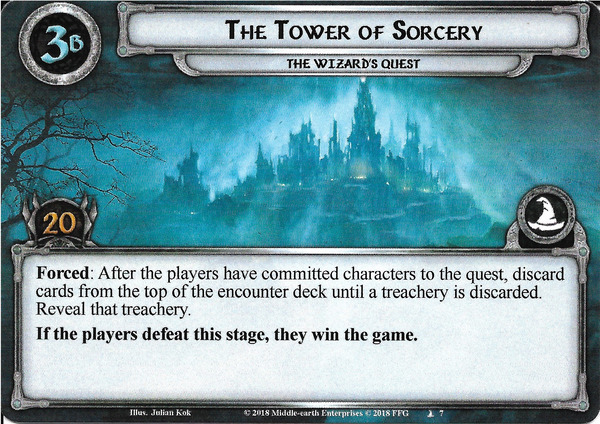 3B
THE TOWER OF SORCERY
THE WIZARD'S QUEST
20
Forced: After the players have committed characters to the quest, discard
cards from the top of the encounter deck until a treachery is discarded.
Reveal that treachery.
If the players defeat this stage, they win the game.
Illus. Julian Kok © 2018 Middle-earth Enterprises © 2018 FFG 7